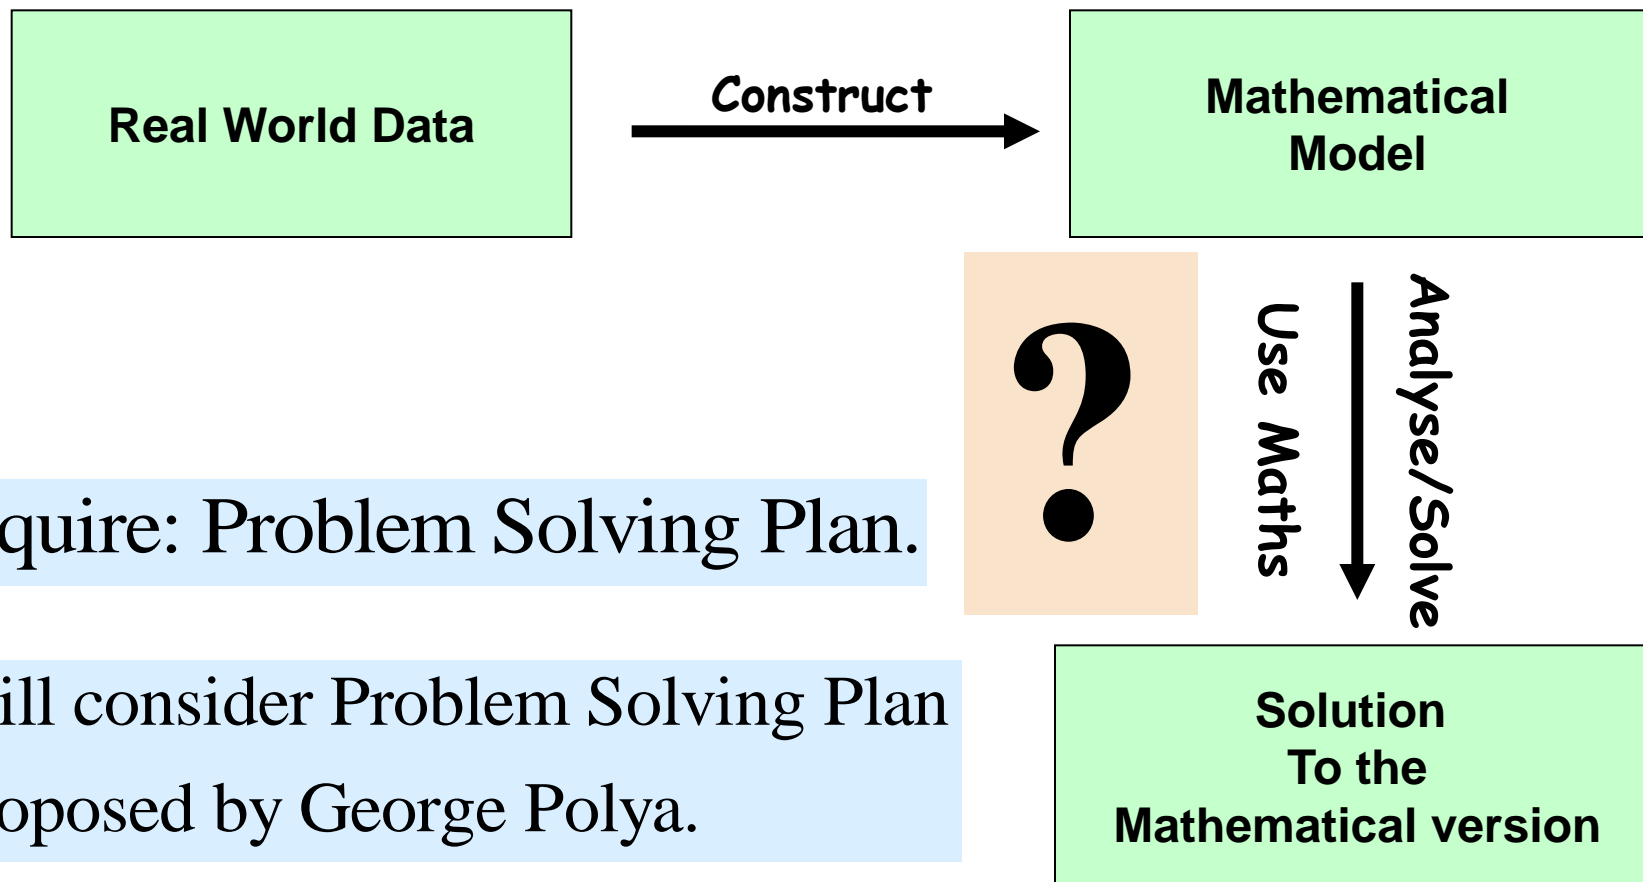 Real World Data
Construct
Mathematical
Model
?
Use Maths
Analyse/Solve
quire: Problem Solving Plan.
ill consider Problem Solving Plan
oposed by George Polya.
Solution
To the
Mathematical version